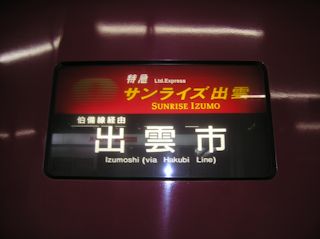 特急
Ltd.Express
サンライズ出雲
SUNRISE IZUMO
伯備線経由
出雲市
Izumoshi (via Hakubi Line)